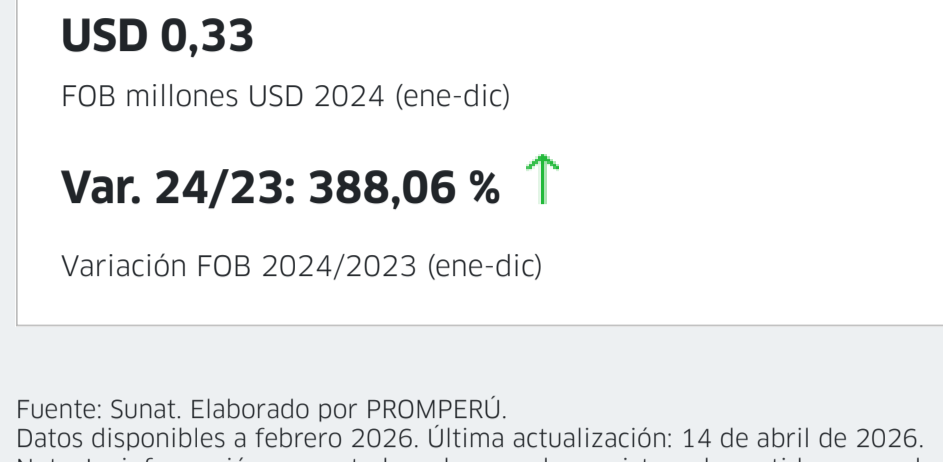 USD 0,33
FOB millones USD 2024 (ene-dic)
Var. 24/23: 388,06 %
Variación FOB 2024/2023 (ene-dic)
Fuente: Sunat. Elaborado por PROMPERÚ.
Datos disponibles a febrero 2026. Última actualización: 14 de abril de 2026.